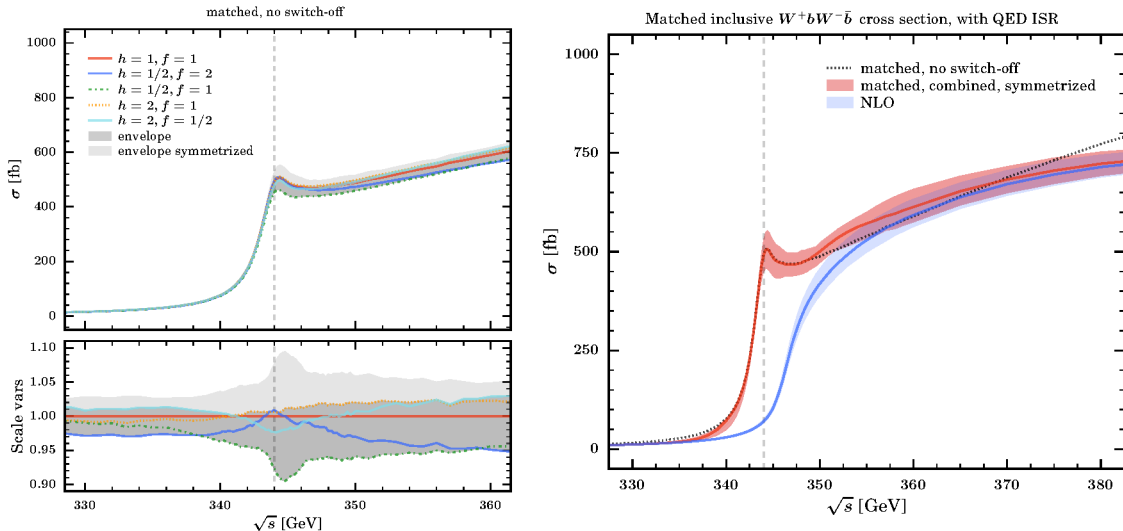 matched, no switch-off
1000
800
600
400
200
0
σ [fb]
h = 1, f = 1
h = 1/2, f = 2
h = 1/2, f = 1
h = 2, f = 1
h = 2, f = 1/2
envelope
envelope symmetrized
1.10
1.05
1.00
0.95
0.90
Scale vars
330
340
350
360
√s [GeV]
Matched inclusive W⁺bW⁻b̄ cross section, with QED ISR
1000
750
500
250
0
σ [fb]
matched, no switch-off
matched, combined, symmetrized
NLO
330
340
350
360
370
380
√s [GeV]